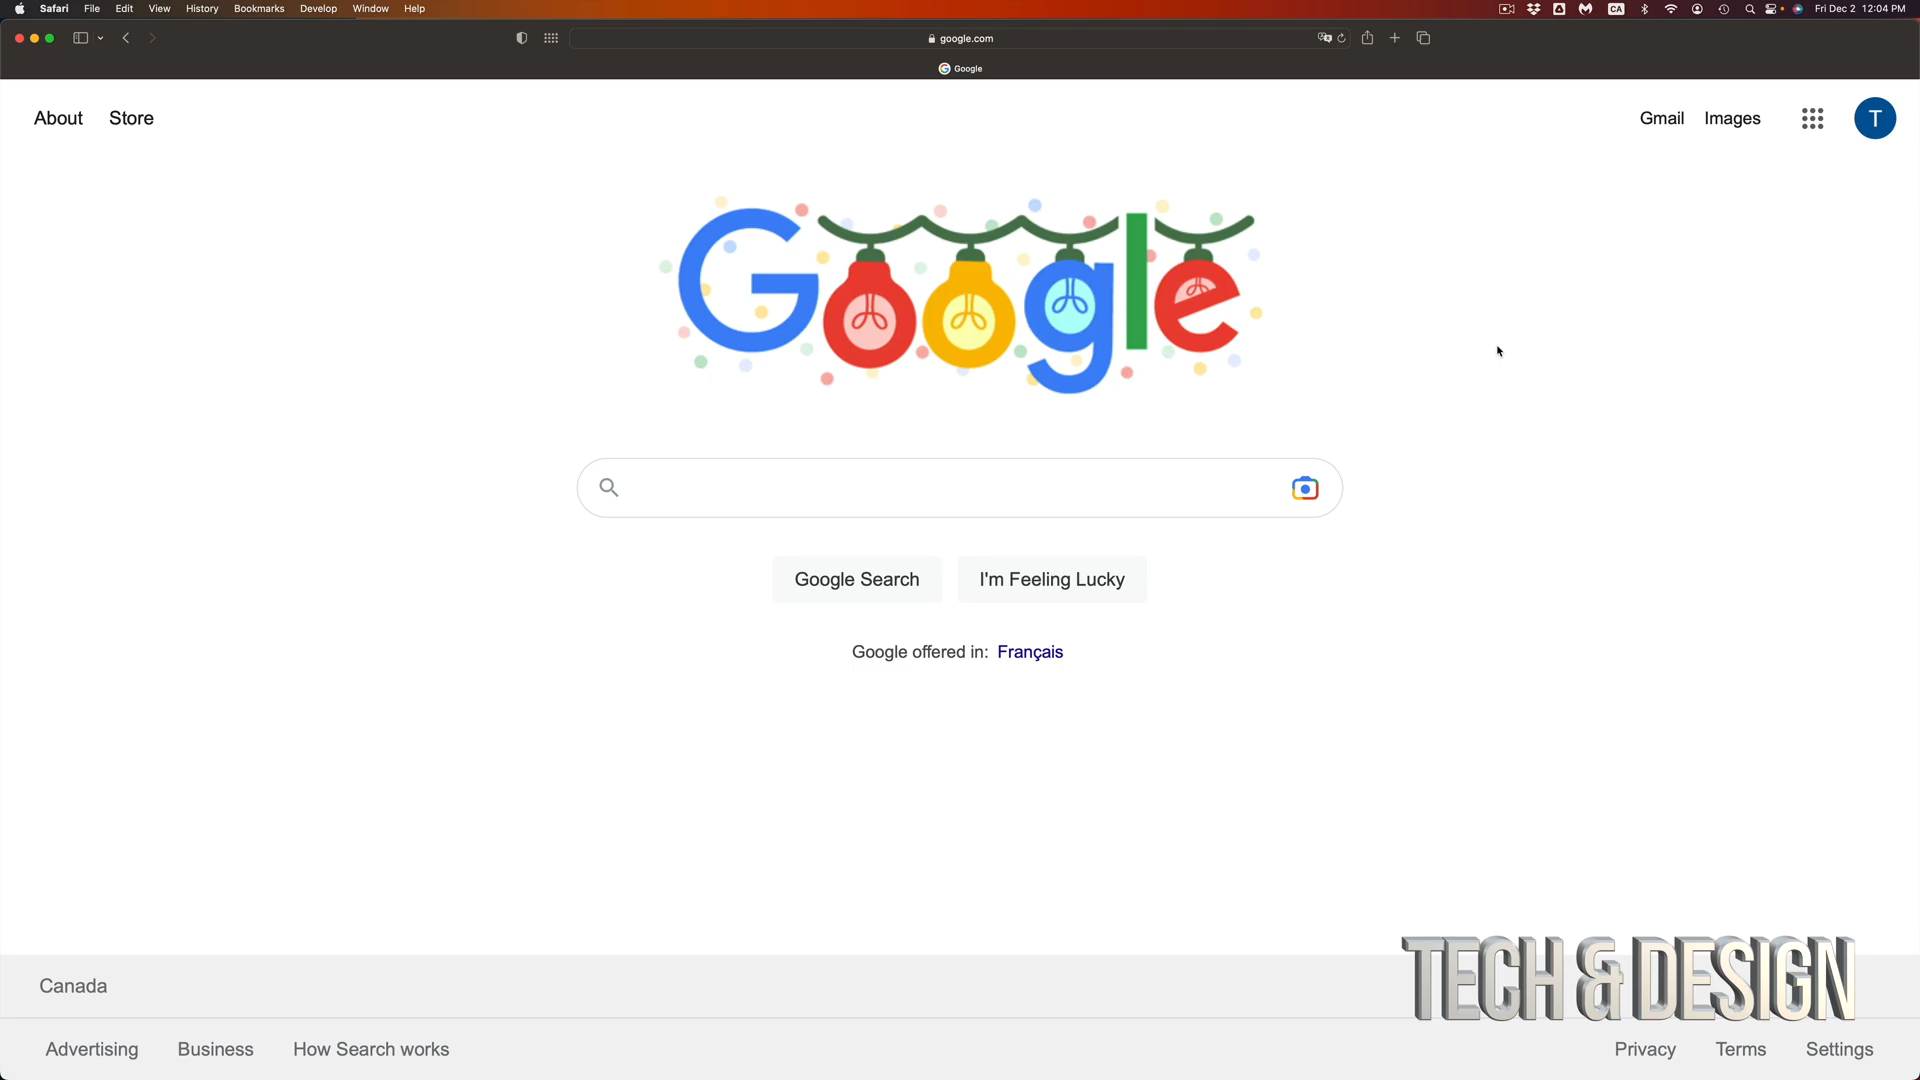 Safari File Edit View History Bookmarks Develop Window Help CA Fri Dec 2 12:04 PM
google.com
Google
About Store Gmail Images T
Google
Google Search I'm Feeling Lucky
Google offered in: Français
Canada
TECH & DESIGN
Advertising Business How Search works Privacy Terms Settings